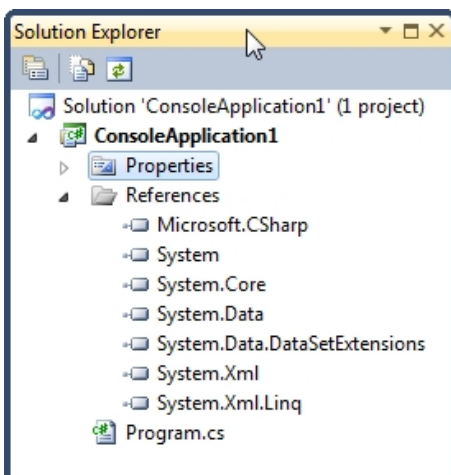 Solution Explorer
Solution 'ConsoleApplication1' (1 project)
ConsoleApplication1
Properties
References
Microsoft.CSharp
System
System.Core
System.Data
System.Data.DataSetExtensions
System.Xml
System.Xml.Linq
Program.cs